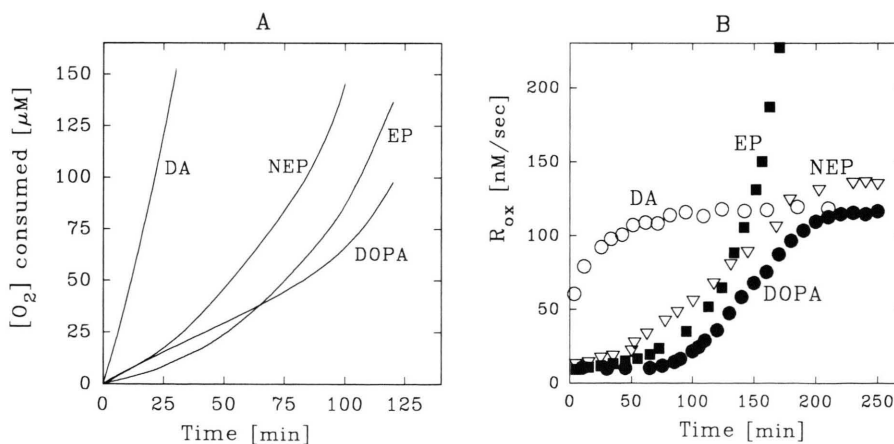 A
[O₂] consumed [μM]
150
125
100
75
50
25
0
DA
NEP
EP
DOPA
0 25 50 75 100 125
Time [min]
B
R_ox [nM/sec]
200
150
100
50
0
EP
NEP
DA
DOPA
0 50 100 150 200 250
Time [min]